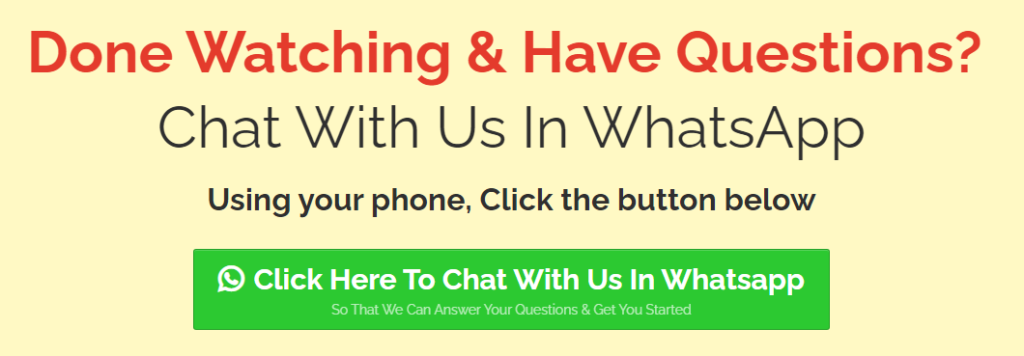 Done Watching & Have Questions?
Chat With Us In WhatsApp
Using your phone, Click the button below
Click Here To Chat With Us In Whatsapp
So That We Can Answer Your Questions & Get You Started